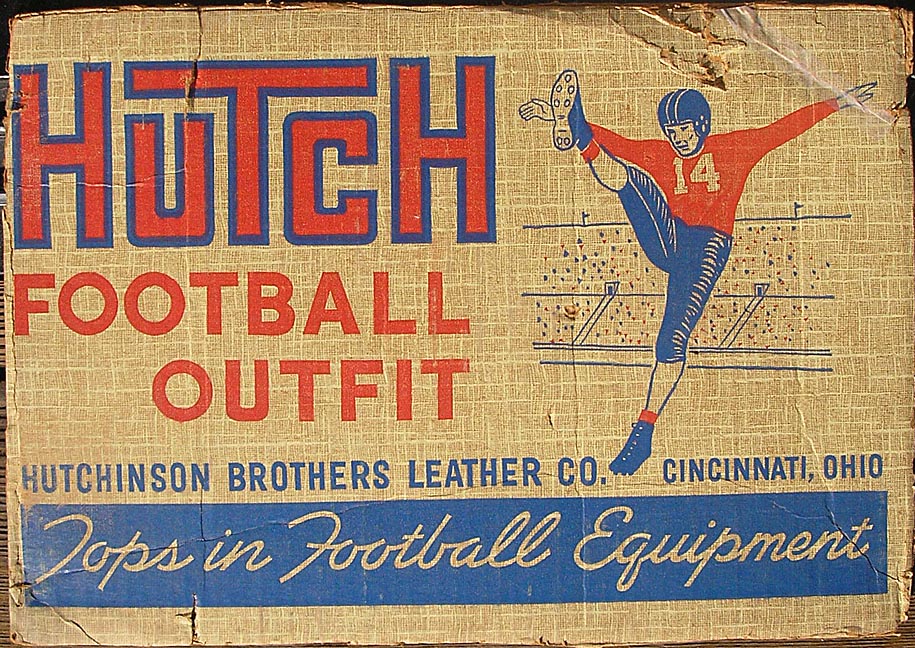 HUTCH
FOOTBALL
OUTFIT
14
HUTCHINSON BROTHERS LEATHER CO. CINCINNATI, OHIO
Tops in Football Equipment